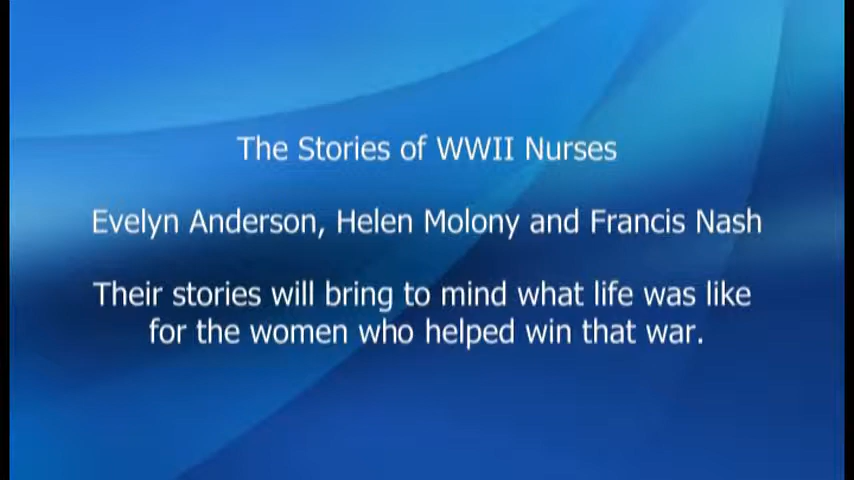 The Stories of WWII Nurses
Evelyn Anderson, Helen Molony and Francis Nash
Their stories will bring to mind what life was like
for the women who helped win that war.